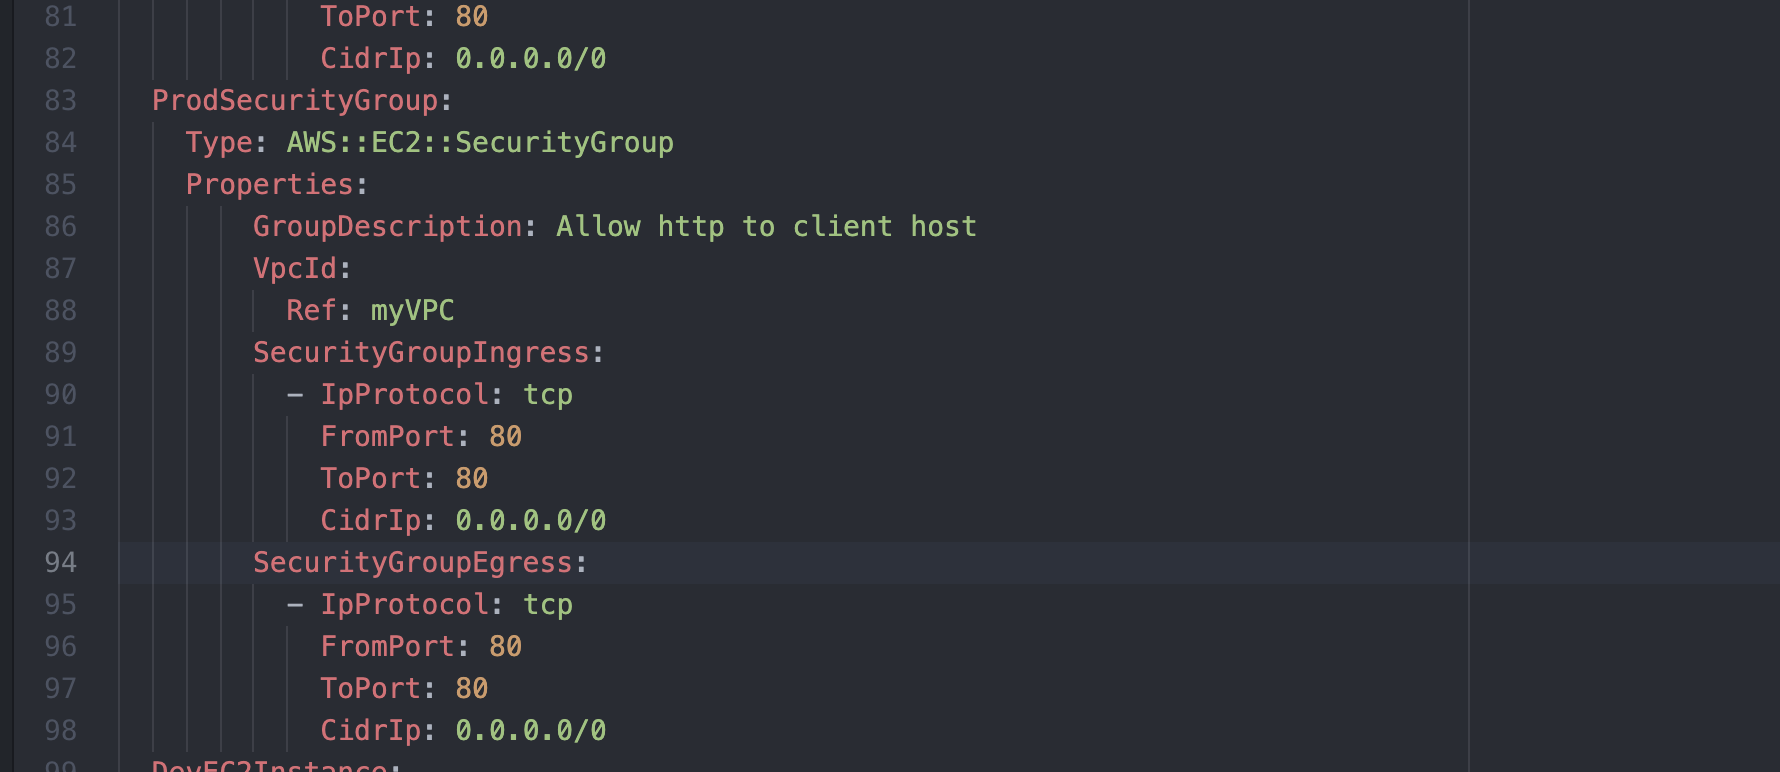 81 ToPort: 80
82 CidrIp: 0.0.0.0/0
83 ProdSecurityGroup:
84 Type: AWS::EC2::SecurityGroup
85 Properties:
86 GroupDescription: Allow http to client host
87 VpcId:
88 Ref: myVPC
89 SecurityGroupIngress:
90 - IpProtocol: tcp
91 FromPort: 80
92 ToPort: 80
93 CidrIp: 0.0.0.0/0
94 SecurityGroupEgress:
95 - IpProtocol: tcp
96 FromPort: 80
97 ToPort: 80
98 CidrIp: 0.0.0.0/0
99 DevEC2Instance: